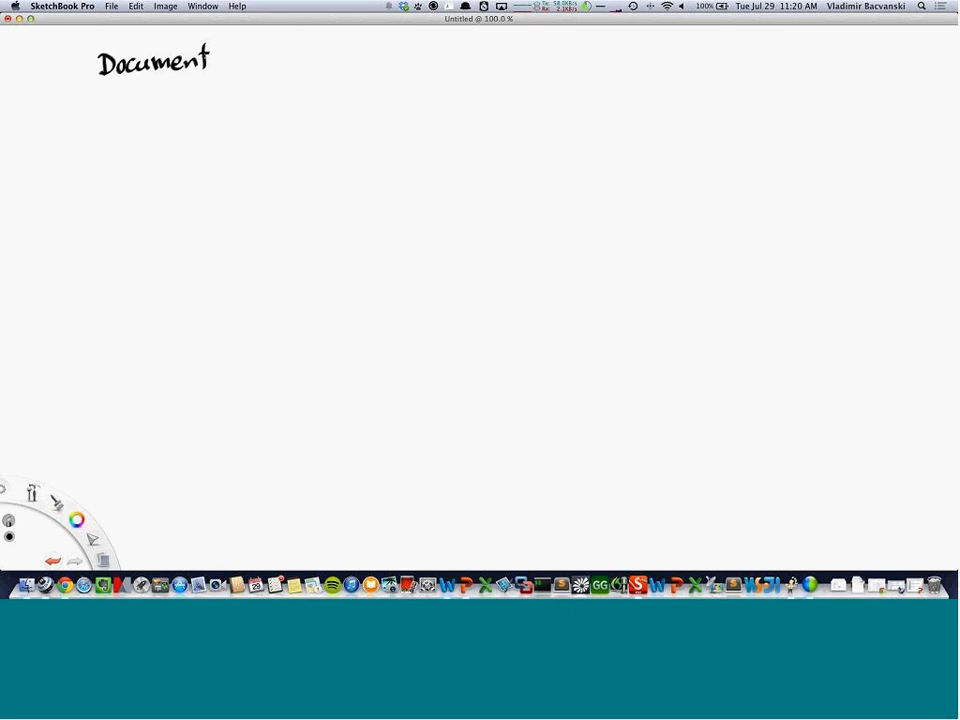 SketchBook Pro File Edit Image Window Help 100% Tue Jul 29 11:20 AM Vladimir Bacvanski
Untitled @ 100.0 %
Document